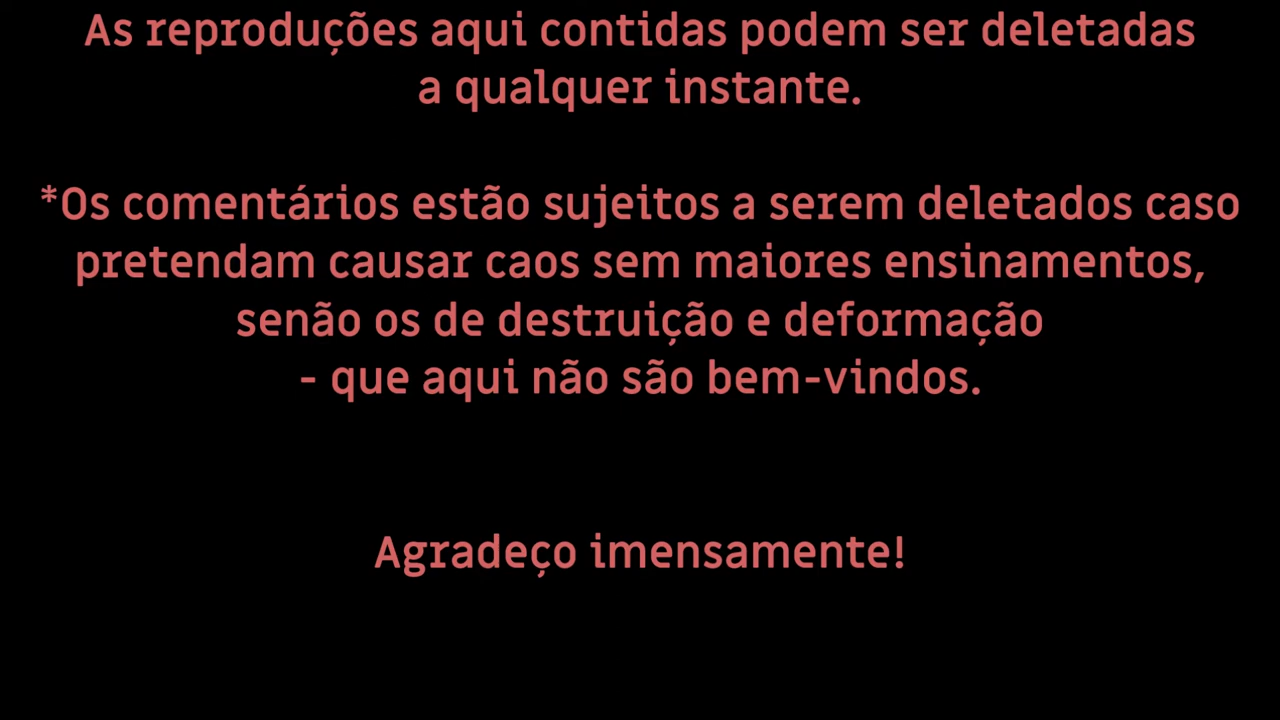 As reproduções aqui contidas podem ser deletadas
a qualquer instante.
*Os comentários estão sujeitos a serem deletados caso
pretendam causar caos sem maiores ensinamentos,
senão os de destruição e deformação
- que aqui não são bem-vindos.
Agradeço imensamente!